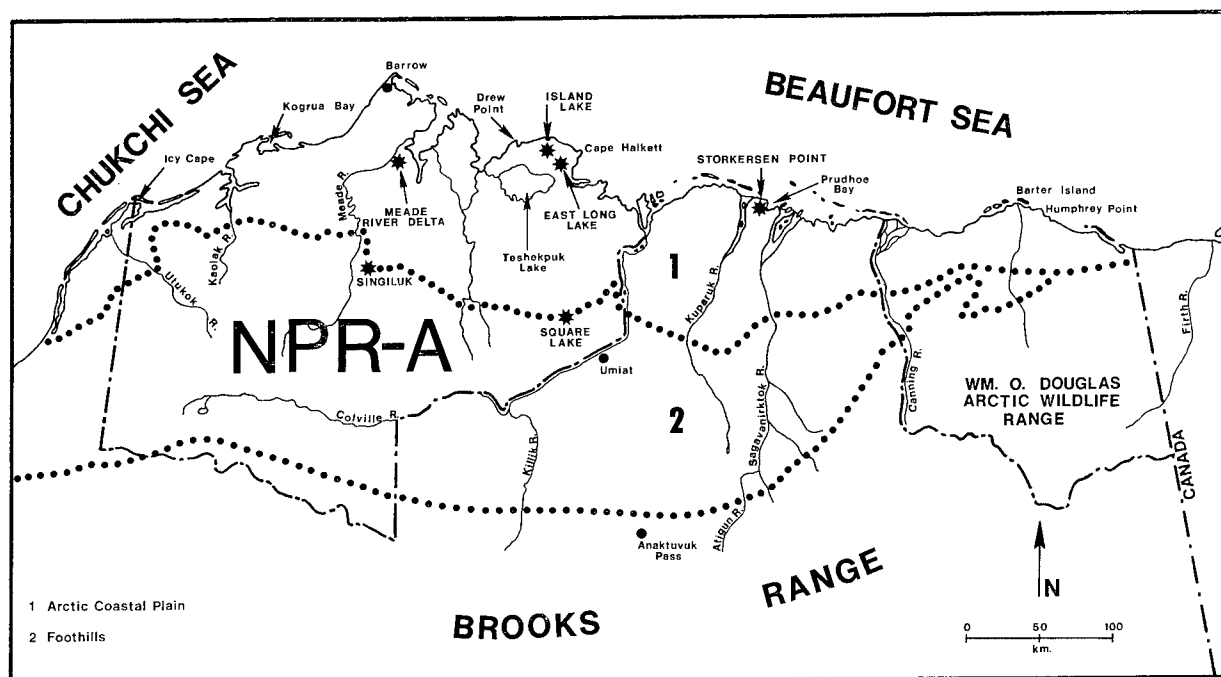 CHUKCHI SEA
BEAUFORT SEA
Barrow
Kogrua Bay
Icy Cape
Drew
Point
ISLAND
LAKE
Cape Halkett
STORKERSEN POINT
Prudhoe
Bay
Barter Island
Humphrey Point
Meade R.
MEADE
RIVER DELTA
EAST LONG
LAKE
Teshekpuk
Lake
Kaolak R.
Utukok R.
SINGILUK
1
Kuparuk R.
SQUARE
LAKE
NPR-A
Umiat
Firth R.
Canning R.
WM. O. DOUGLAS
ARCTIC WILDLIFE
RANGE
Colville R.
2
Sagavanirktok R.
Killik R.
CANADA
Atigun R.
Anaktuvuk
Pass
RANGE
N
BROOKS
1 Arctic Coastal Plain
2 Foothills
0 50 100
km.